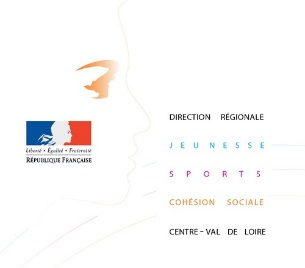 Liberté • Égalité • Fraternité
RÉPUBLIQUE FRANÇAISE
DIRECTION RÉGIONALE
JEUNESSE
SPORTS
COHÉSION SOCIALE
CENTRE - VAL DE LOIRE